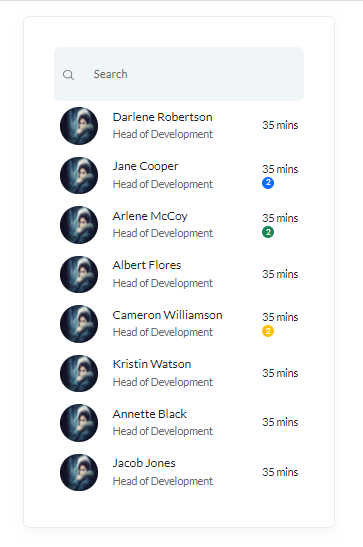 Search
Darlene Robertson
35 mins
Head of Development
Jane Cooper
35 mins
Head of Development
2
Arlene McCoy
35 mins
Head of Development
2
Albert Flores
35 mins
Head of Development
Cameron Williamson
35 mins
Head of Development
2
Kristin Watson
35 mins
Head of Development
Annette Black
35 mins
Head of Development
Jacob Jones
35 mins
Head of Development